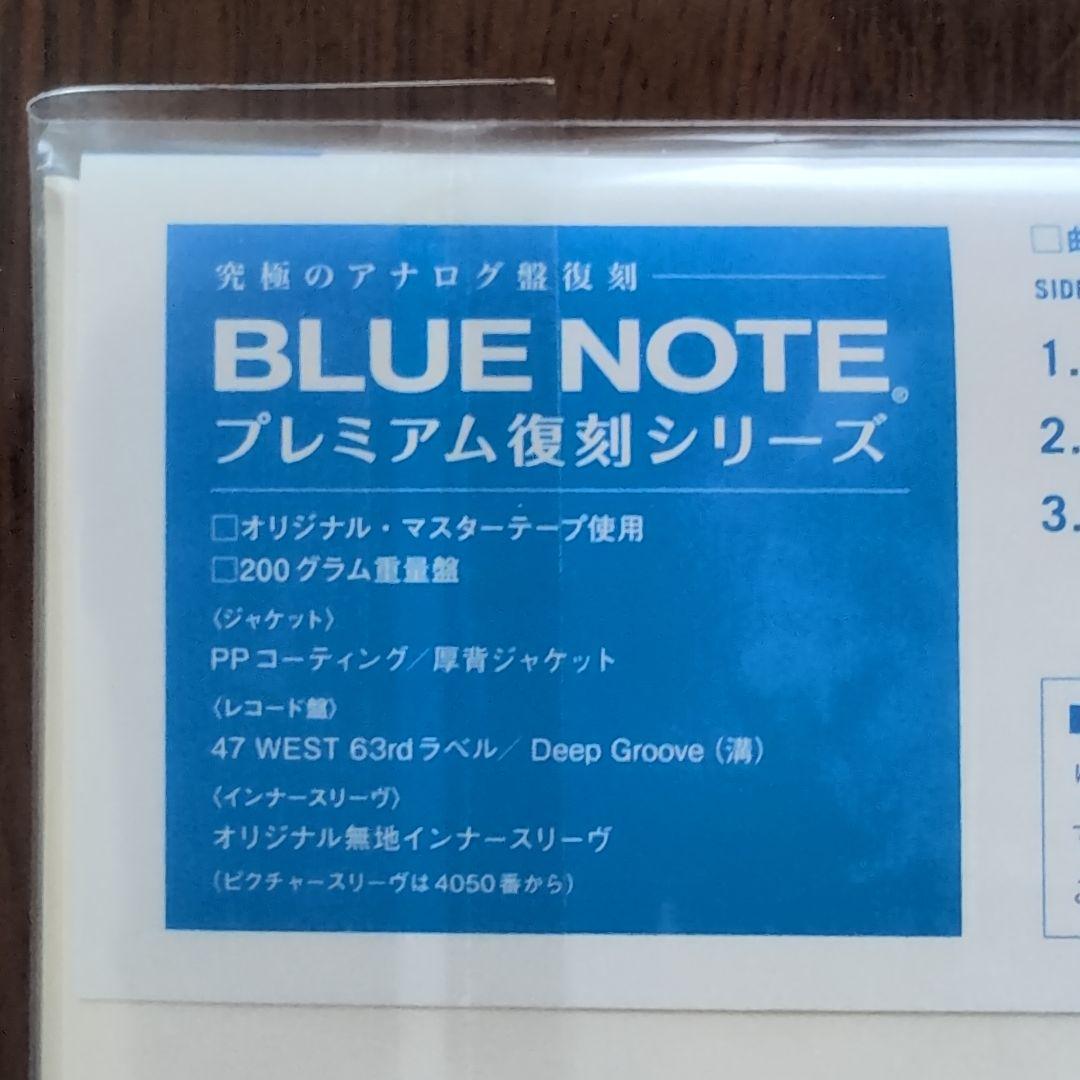 究極のアナログ盤復刻
BLUE NOTE®
プレミアム復刻シリーズ
□オリジナル・マスターテープ使用
□200グラム重量盤
〈ジャケット〉
PPコーティング／厚背ジャケット
〈レコード盤〉
47 WEST 63rdラベル／ Deep Groove（溝）
〈インナースリーヴ〉
オリジナル無地インナースリーヴ
（ピクチャースリーヴは4050番から）
□曲
SIDE
1.
2.
3.